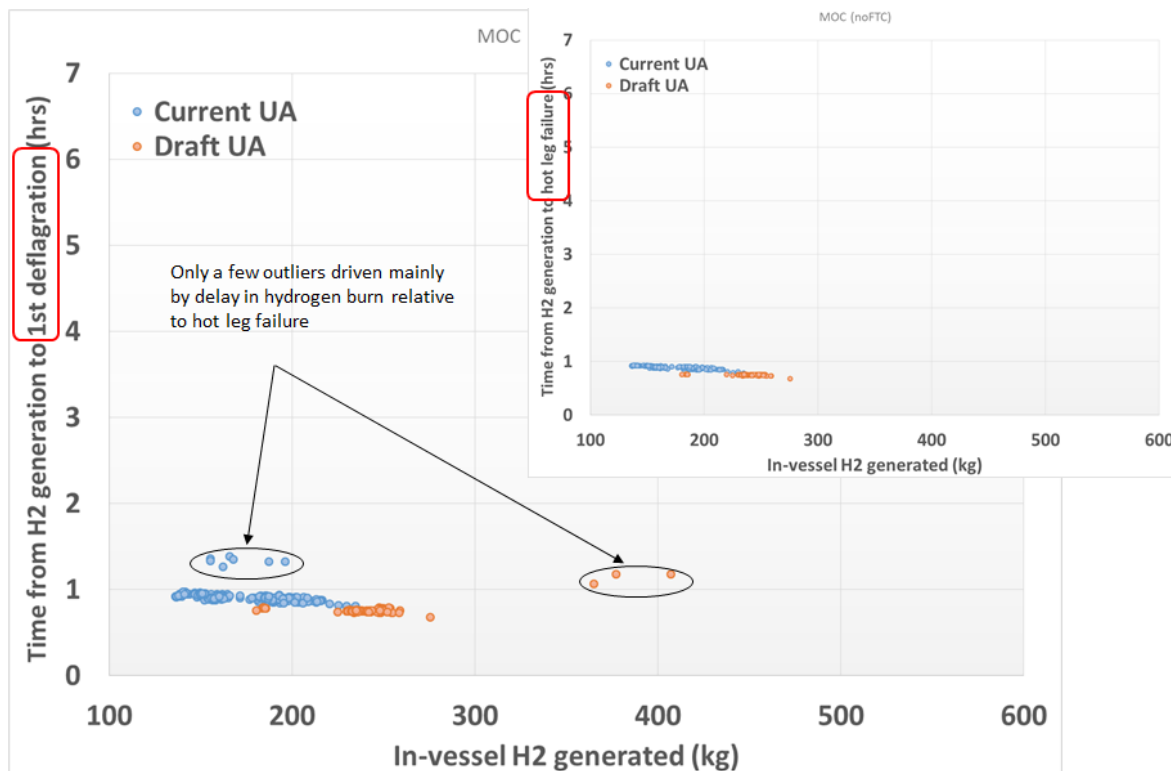 MOC
7
6
5
4
3
2
1
0
Time from H2 generation to 1st deflagration (hrs)
Current UA
Draft UA
Only a few outliers driven mainly
by delay in hydrogen burn relative
to hot leg failure
100
200
300
400
500
600
In-vessel H2 generated (kg)
MOC (noFTC)
7
6
5
4
3
2
1
0
Time from H2 generation to hot leg failure (hrs)
Current UA
Draft UA
100
200
300
400
500
600
In-vessel H2 generated (kg)